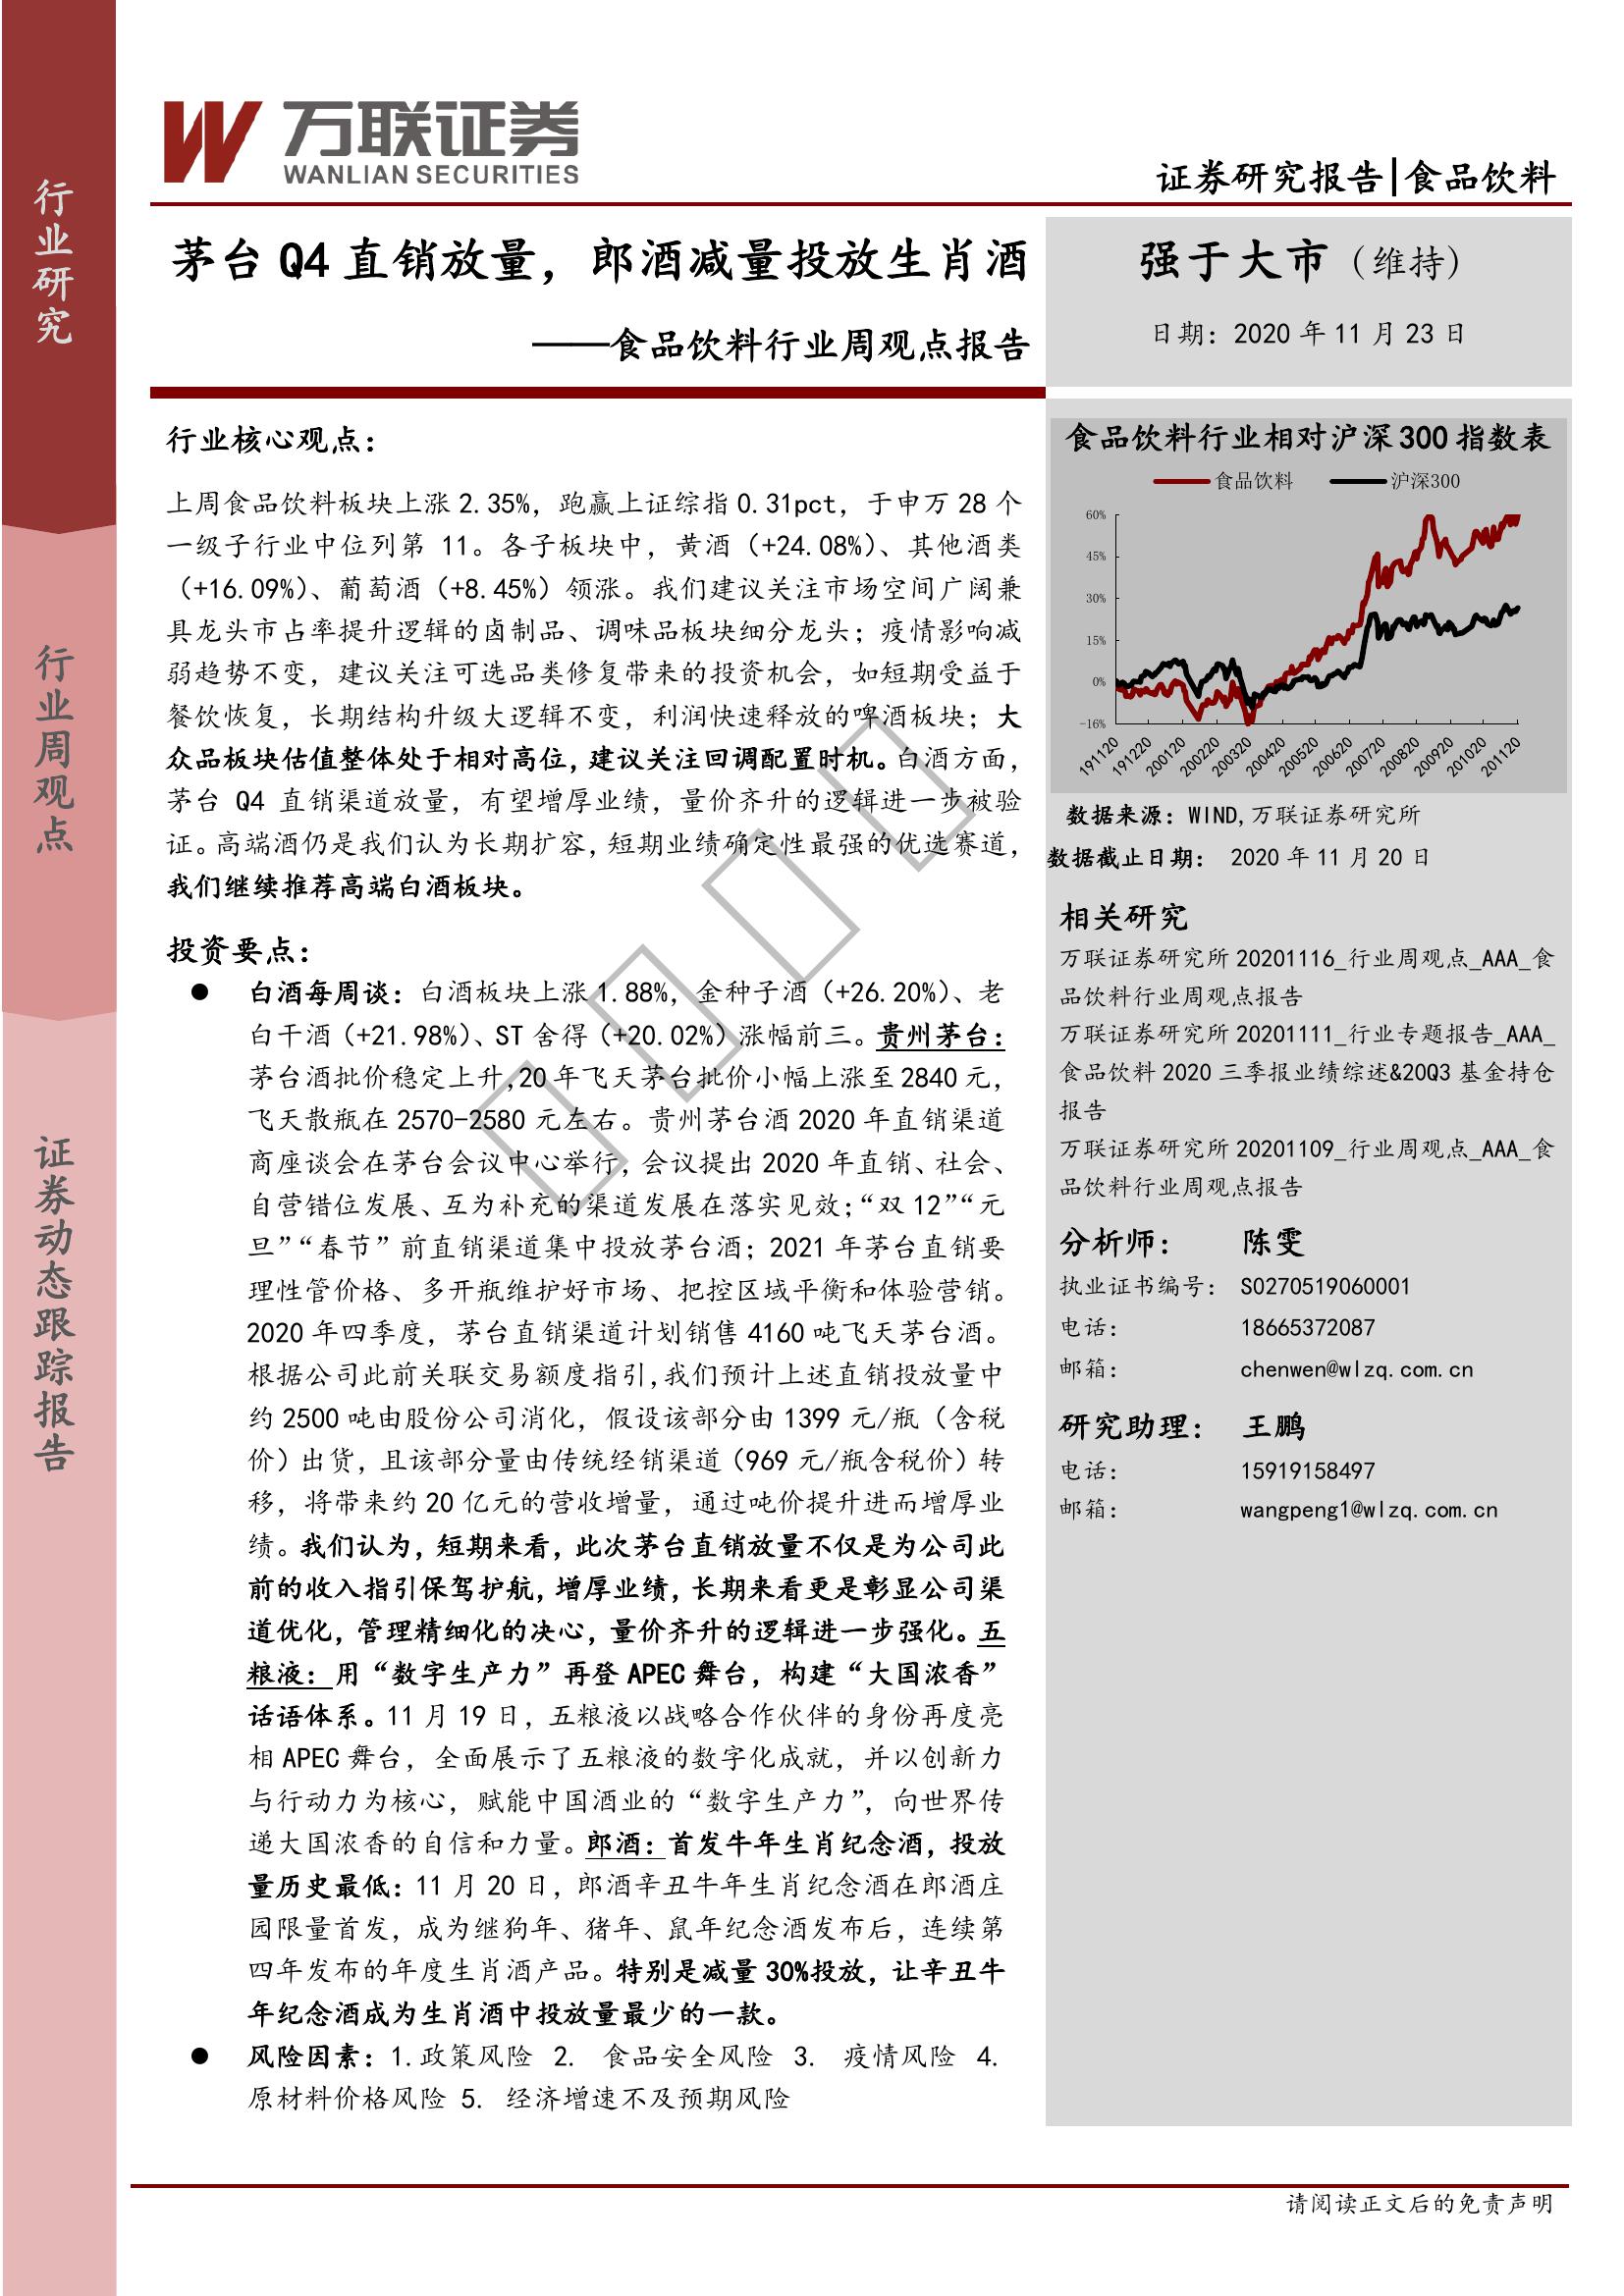 行业研究
行业周观点
证券动态跟踪报告
万联证券
WANLIAN SECURITIES
证券研究报告|食品饮料
茅台 Q4 直销放量，郎酒减量投放生肖酒
——食品饮料行业周观点报告
强于大市（维持）
日期：2020 年 11 月 23 日
行业核心观点：
上周食品饮料板块上涨 2.35%，跑赢上证综指 0.31pct，于申万 28 个
一级子行业中位列第 11。各子板块中，黄酒（+24.08%）、其他酒类
（+16.09%）、葡萄酒（+8.45%）领涨。我们建议关注市场空间广阔兼
具龙头市占率提升逻辑的卤制品、调味品板块细分龙头；疫情影响减
弱趋势不变，建议关注可选品类修复带来的投资机会，如短期受益于
餐饮恢复，长期结构升级大逻辑不变，利润快速释放的啤酒板块；大
众品板块估值整体处于相对高位，建议关注回调配置时机。白酒方面，
茅台 Q4 直销渠道放量，有望增厚业绩，量价齐升的逻辑进一步被验
证。高端酒仍是我们认为长期扩容，短期业绩确定性最强的优选赛道，
我们继续推荐高端白酒板块。
投资要点：
● 白酒每周谈：白酒板块上涨 1.88%，金种子酒（+26.20%）、老
白干酒（+21.98%）、ST 舍得（+20.02%）涨幅前三。贵州茅台：
茅台酒批价稳定上升，20 年飞天茅台批价小幅上涨至 2840 元，
飞天散瓶在 2570-2580 元左右。贵州茅台酒 2020 年直销渠道
商座谈会在茅台会议中心举行，会议提出 2020 年直销、社会、
自营错位发展、互为补充的渠道发展在落实见效；“双 12”“元
旦”“春节”前直销渠道集中投放茅台酒；2021 年茅台直销要
理性管价格、多开瓶维护好市场、把控区域平衡和体验营销。
2020 年四季度，茅台直销渠道计划销售 4160 吨飞天茅台酒。
根据公司此前关联交易额度指引，我们预计上述直销投放量中
约 2500 吨由股份公司消化，假设该部分由 1399 元/瓶（含税
价）出货，且该部分量由传统经销渠道（969 元/瓶含税价）转
移，将带来约 20 亿元的营收增量，通过吨价提升进而增厚业
绩。我们认为，短期来看，此次茅台直销放量不仅是为公司此
前的收入指引保驾护航，增厚业绩，长期来看更是彰显公司渠
道优化，管理精细化的决心，量价齐升的逻辑进一步强化。五
粮液：用“数字生产力”再登 APEC 舞台，构建“大国浓香”
话语体系。11 月 19 日，五粮液以战略合作伙伴的身份再度亮
相 APEC 舞台，全面展示了五粮液的数字化成就，并以创新力
与行动力为核心，赋能中国酒业的“数字生产力”，向世界传
递大国浓香的自信和力量。郎酒：首发牛年生肖纪念酒，投放
量历史最低：11 月 20 日，郎酒辛丑牛年生肖纪念酒在郎酒庄
园限量首发，成为继狗年、猪年、鼠年纪念酒发布后，连续第
四年发布的年度生肖酒产品。特别是减量 30%投放，让辛丑牛
年纪念酒成为生肖酒中投放量最少的一款。
● 风险因素：1.政策风险 2. 食品安全风险 3. 疫情风险 4.
原材料价格风险 5. 经济增速不及预期风险
食品饮料行业相对沪深 300 指数表
食品饮料 沪深300
60%
45%
30%
15%
0%
-16%
191120 191220 200120 200220 200320 200420 200520 200620 200720 200820 200920 201020 201120
数据来源：WIND,万联证券研究所
数据截止日期： 2020 年 11 月 20 日
相关研究
万联证券研究所 20201116_行业周观点_AAA_食
品饮料行业周观点报告
万联证券研究所 20201111_行业专题报告_AAA_
食品饮料 2020 三季报业绩综述&20Q3 基金持仓
报告
万联证券研究所 20201109_行业周观点_AAA_食
品饮料行业周观点报告
分析师： 陈雯
执业证书编号： S0270519060001
电话： 18665372087
邮箱： chenwen@wlzq.com.cn
研究助理： 王鹏
电话： 15919158497
邮箱： wangpeng1@wlzq.com.cn
请阅读正文后的免责声明